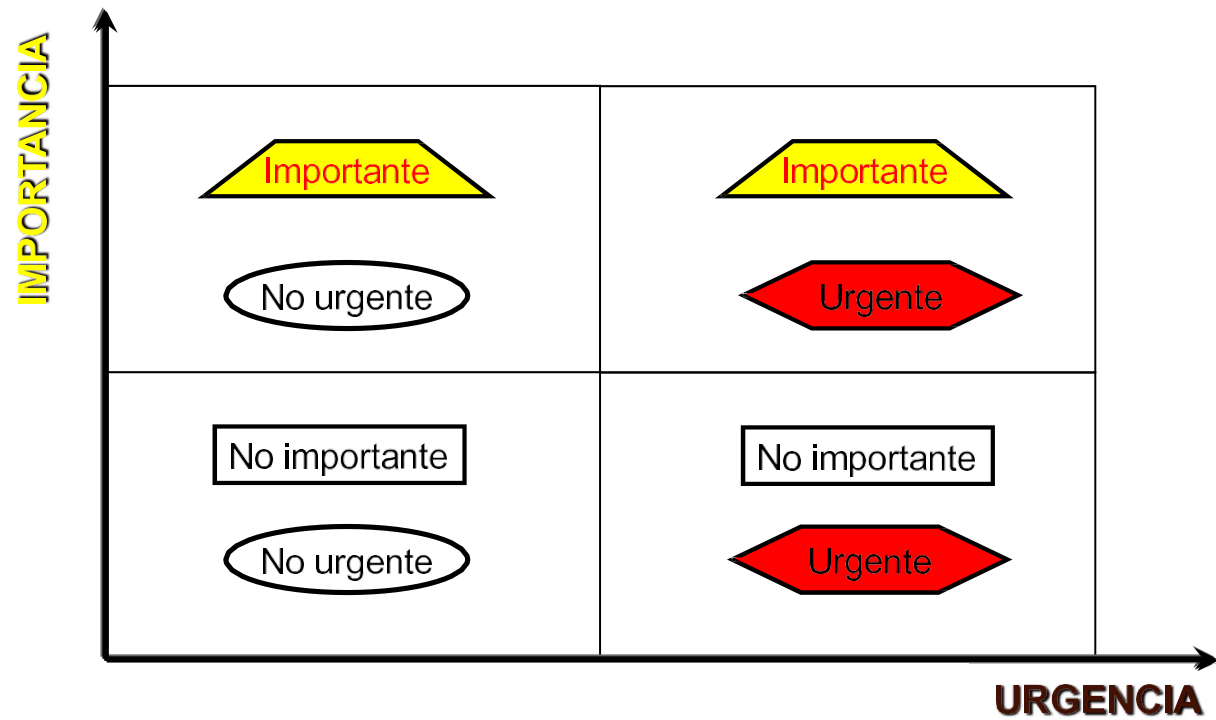 IMPORTANCIA
Importante
Importante
No urgente
Urgente
No importante
No importante
No urgente
Urgente
URGENCIA